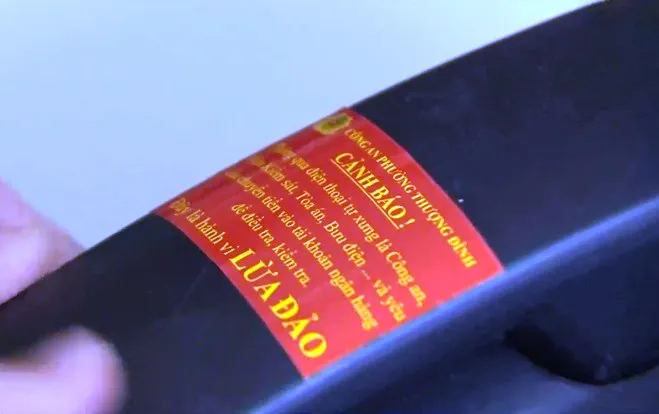 CÔNG AN PHƯỜNG THƯỢNG ĐÌNH
CẢNH BÁO!
qua điện thoại tự xưng là Công an,
sát, Tòa án, Bưu điện ... và yêu
chuyển tiền vào tài khoản ngân hàng
để điều tra, kiểm tra.
Đây là hành vi LỪA ĐẢO